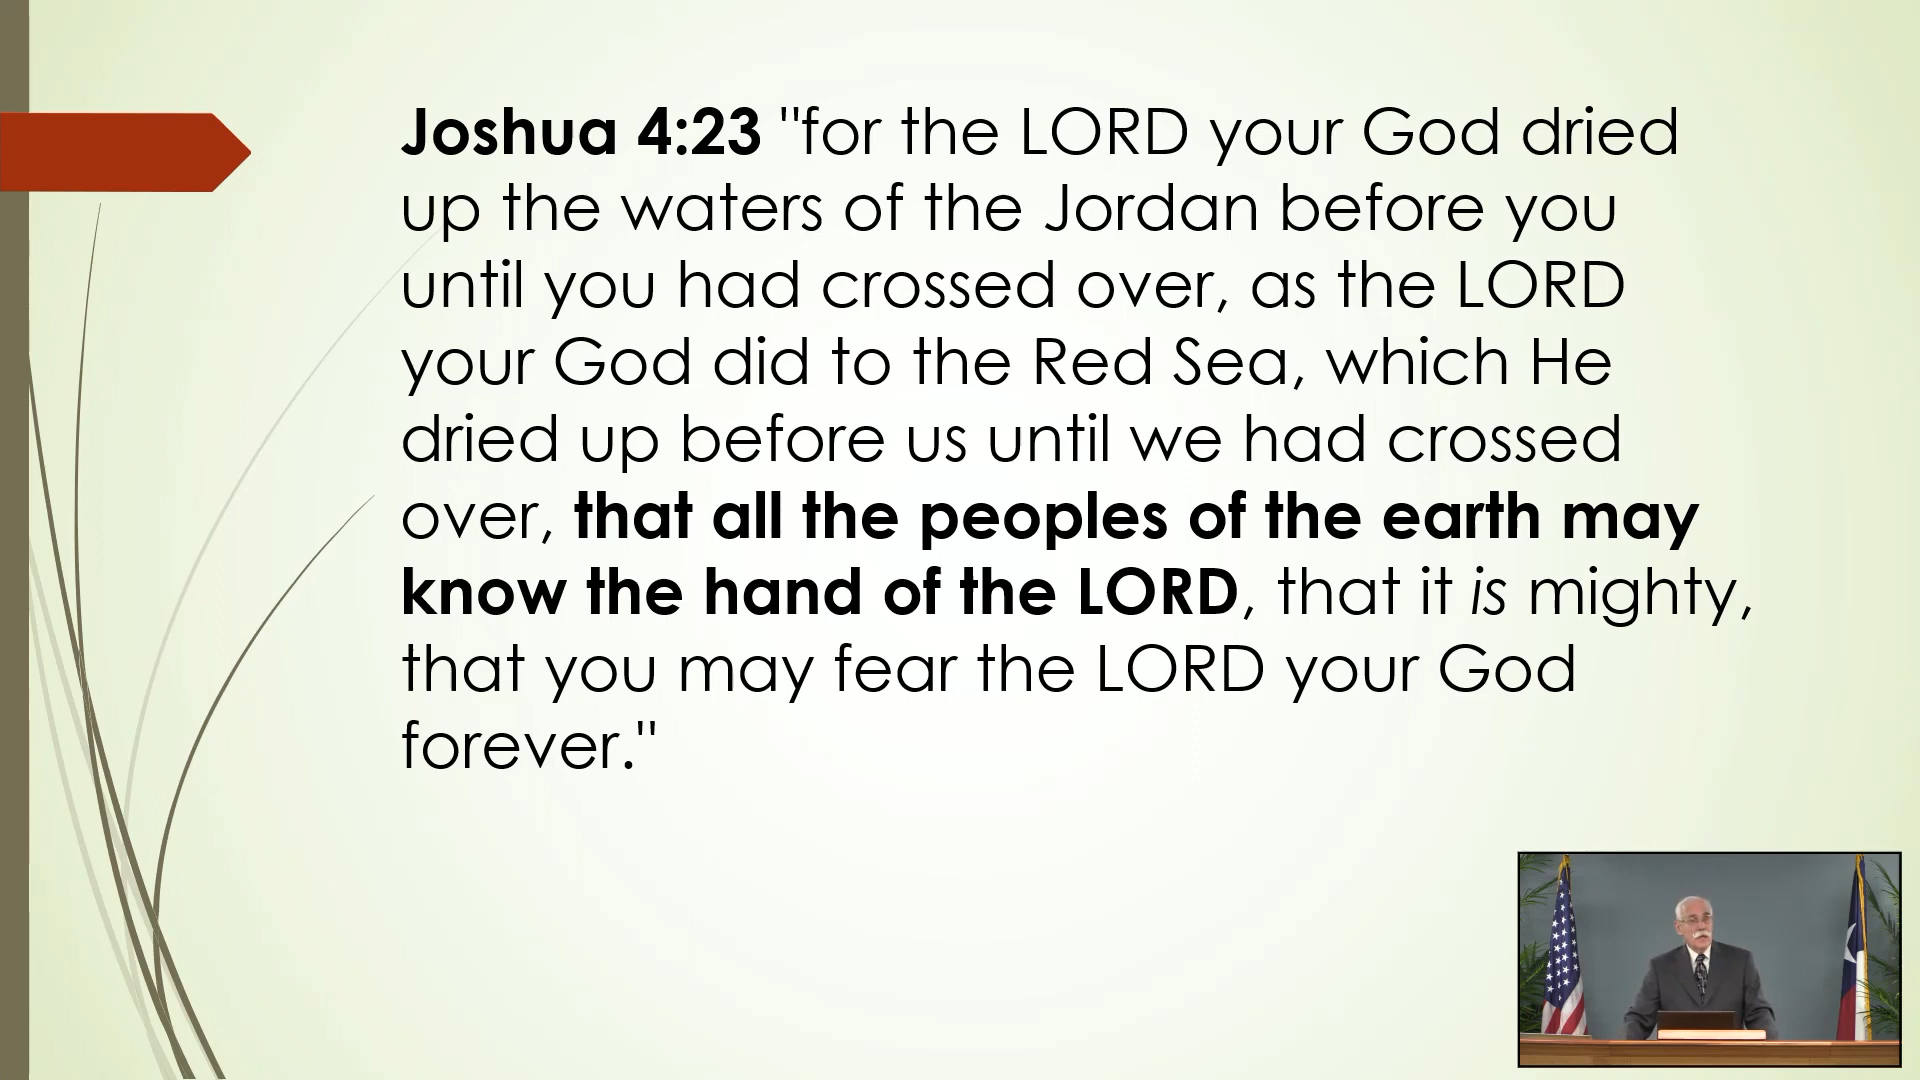 Joshua 4:23 "for the LORD your God dried
up the waters of the Jordan before you
until you had crossed over, as the LORD
your God did to the Red Sea, which He
dried up before us until we had crossed
over, that all the peoples of the earth may
know the hand of the LORD, that it is mighty,
that you may fear the LORD your God
forever."